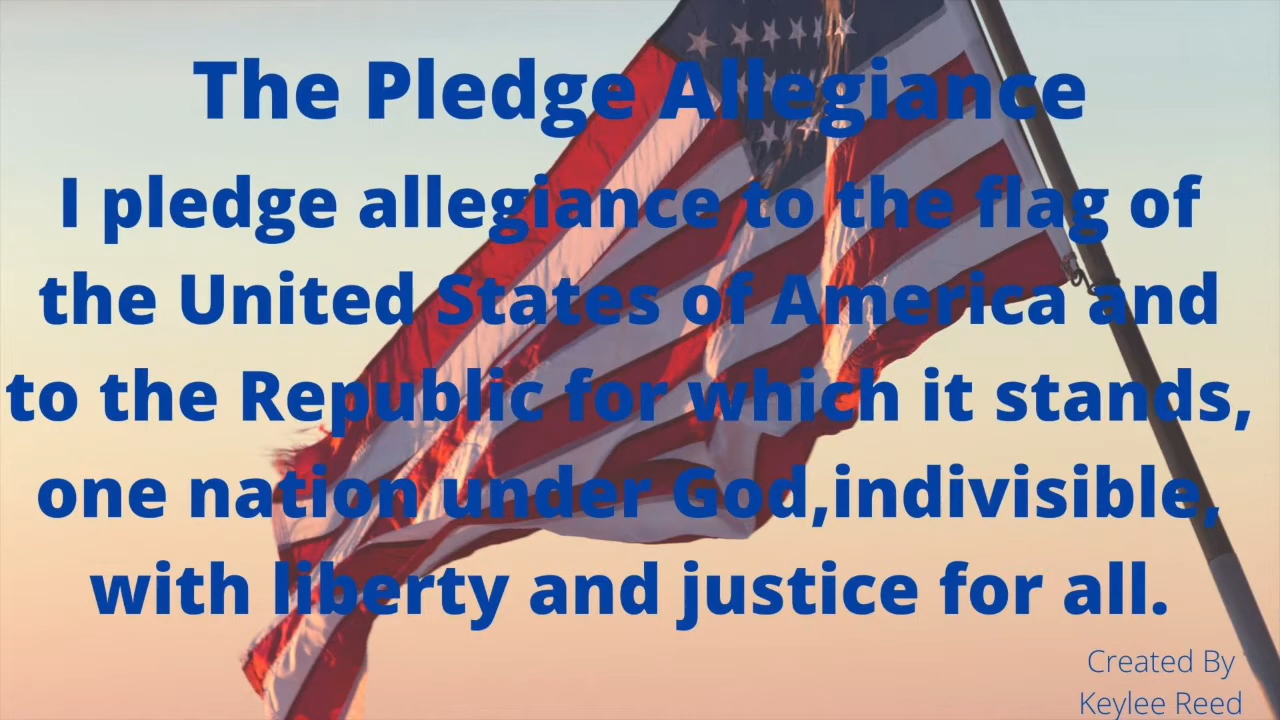 The Pledge Allegiance
I pledge allegiance to the flag of
the United States of America and
to the Republic for which it stands,
one nation under God,indivisible,
with liberty and justice for all.
Created By
Keylee Reed